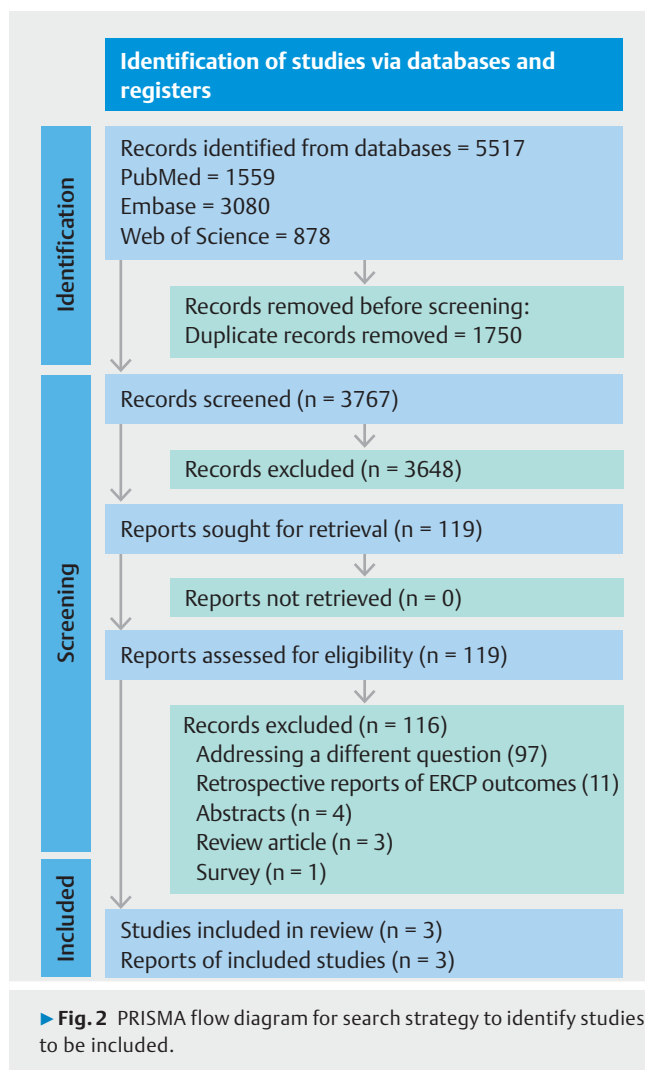 Identification of studies via databases and
registers
Identification
Records identified from databases = 5517
PubMed = 1559
Embase = 3080
Web of Science = 878
Records removed before screening:
Duplicate records removed = 1750
Screening
Records screened (n = 3767)
Records excluded (n = 3648)
Reports sought for retrieval (n = 119)
Reports not retrieved (n = 0)
Reports assessed for eligibility (n = 119)
Records excluded (n = 116)
Addressing a different question (97)
Retrospective reports of ERCP outcomes (11)
Abstracts (n = 4)
Review article (n = 3)
Survey (n = 1)
Included
Studies included in review (n = 3)
Reports of included studies (n = 3)
▶ Fig. 2 PRISMA flow diagram for search strategy to identify studies
to be included.